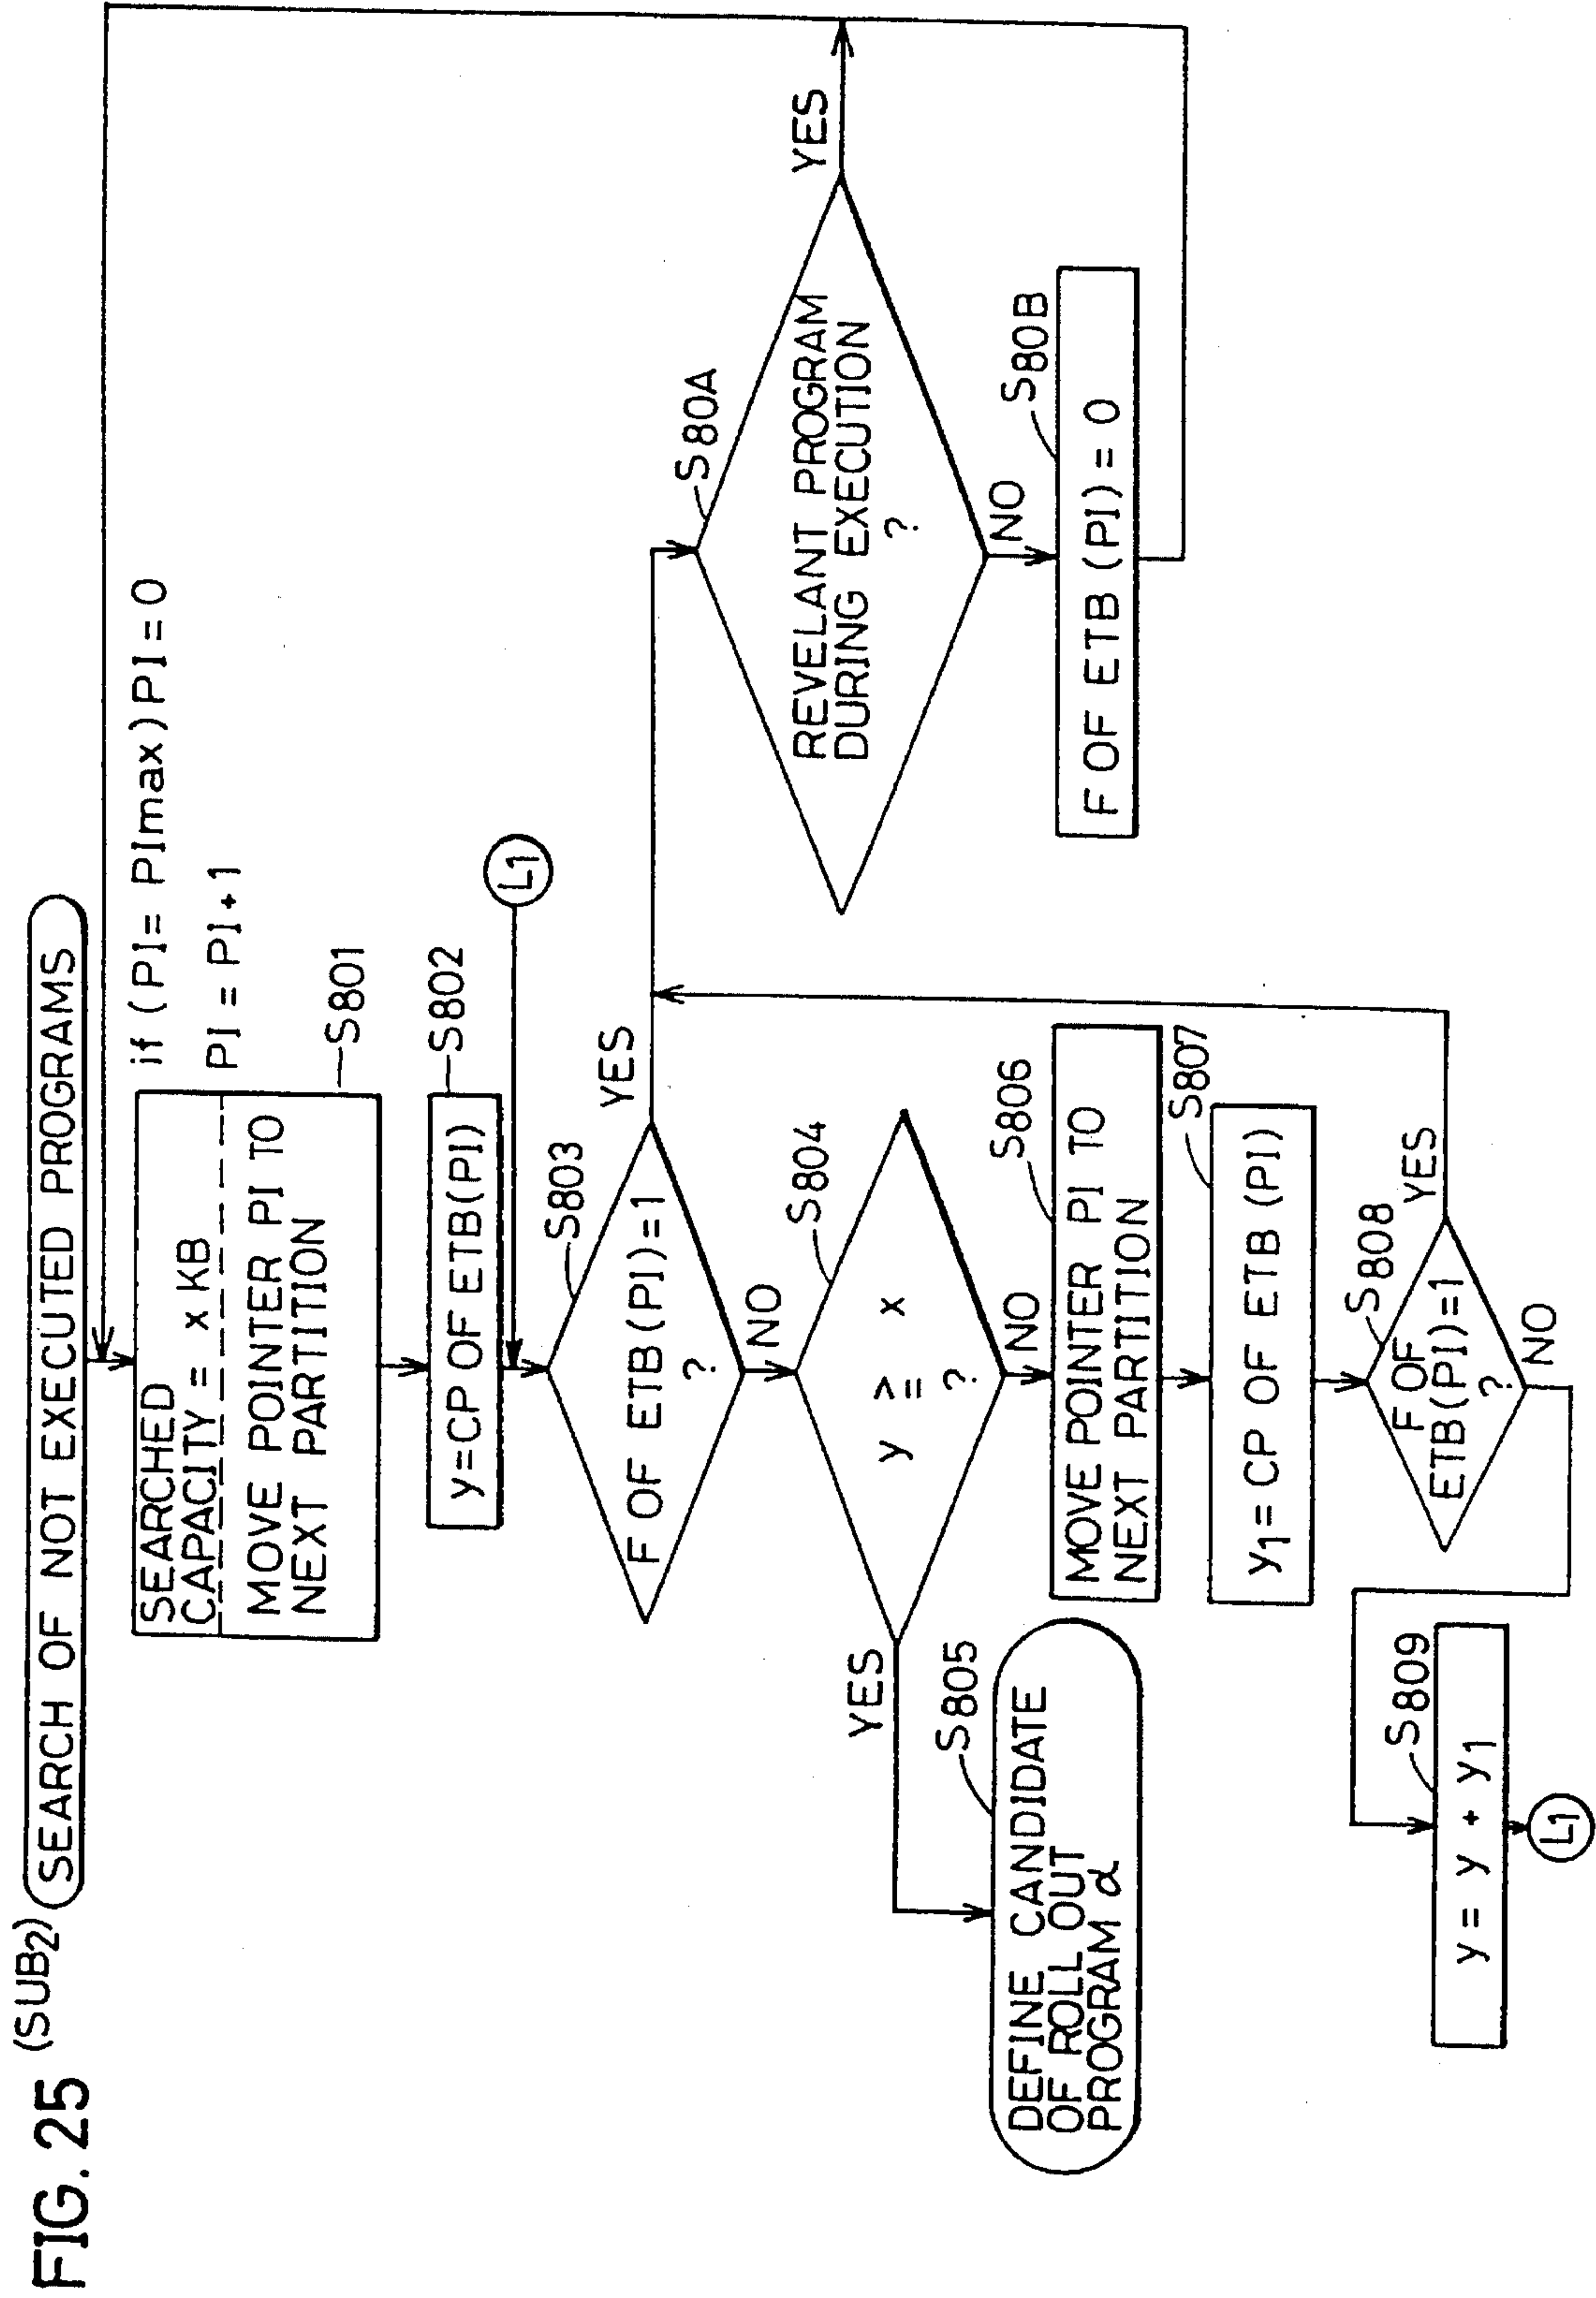 FIG. 25
(SUB2)
SEARCH OF NOT EXECUTED PROGRAMS
if (PI = PImax) PI = 0
PI = PI + 1
SEARCHED
CAPACITY = x KB
MOVE POINTER PI TO
NEXT PARTITION
S801
y = CP OF ETB (PI)
S802
L1
F OF ETB (PI) = 1
?
S803
YES
NO
y ≧ x
?
S804
YES
NO
DEFINE CANDIDATE
OF ROLL OUT
PROGRAM α
S805
MOVE POINTER PI TO
NEXT PARTITION
S806
y1 = CP OF ETB (PI)
S807
F OF
ETB (PI) = 1
?
S808
YES
NO
y = y + y1
S809
L1
REVELANT PROGRAM
DURING EXECUTION
?
S80A
YES
NO
F OF ETB (PI) = 0
S80B